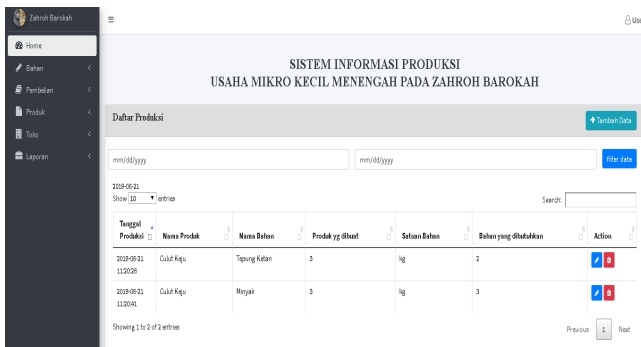 Zahroh Barokah
Use
Home
Bahan
Pembelian
Produk
Toko
Laporan
SISTEM INFORMASI PRODUKSI
USAHA MIKRO KECIL MENENGAH PADA ZAHROH BAROKAH
Daftar Produksi
Tambah Data
mm/dd/yyyy mm/dd/yyyy filter data
2019-06-21
Show 10 entries Search:
Tanggal Produksi Nama Produk Nama Bahan Produk yg dibuat Satuan Bahan Bahan yang dibutuhkan Action
2019-06-21 Culut Keju Tepung Ketan 3 kg 2
11:20:26
2019-06-21 Culut Keju Minyak 3 kg 3
11:20:41
Showing 1 to 2 of 2 entries
Previous 1 Next